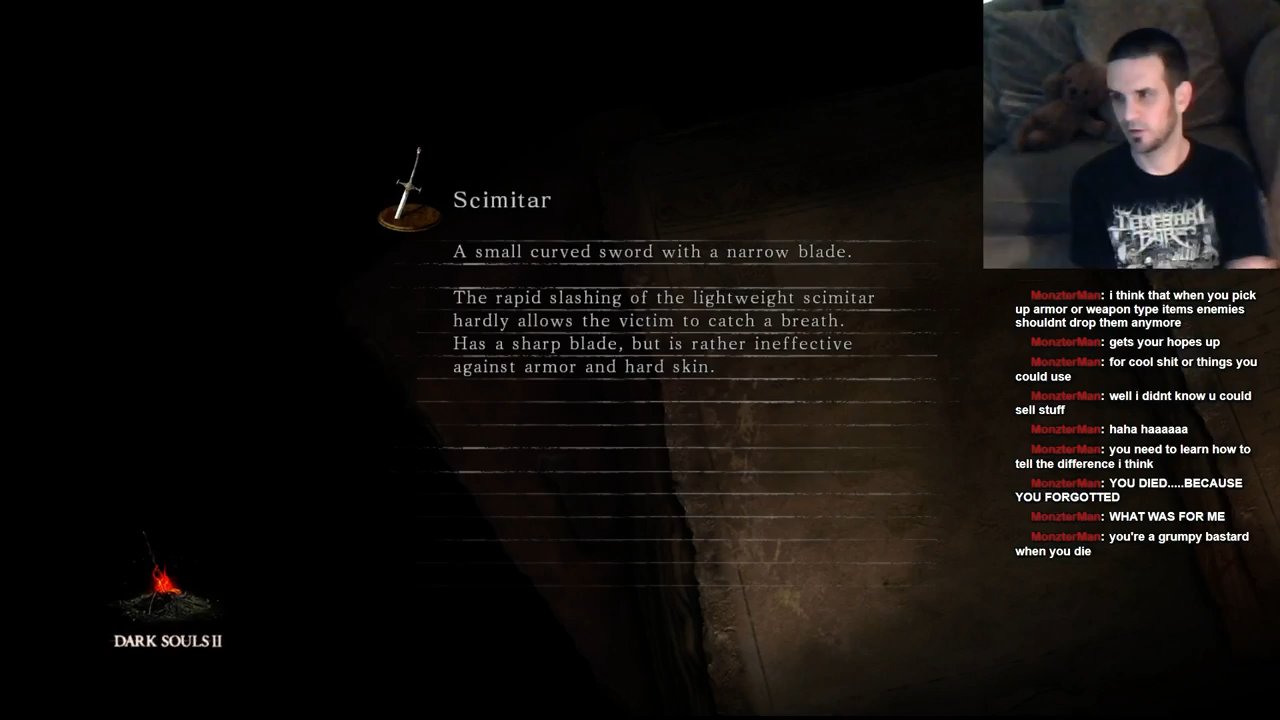 Scimitar
A small curved sword with a narrow blade.
The rapid slashing of the lightweight scimitar
hardly allows the victim to catch a breath.
Has a sharp blade, but is rather ineffective
against armor and hard skin.
DARK SOULS II
MonzterMan: i think that when you pick
up armor or weapon type items enemies
shouldnt drop them anymore
MonzterMan: gets your hopes up
MonzterMan: for cool shit or things you
could use
MonzterMan: well i didnt know u could
sell stuff
MonzterMan: haha haaaaaa
MonzterMan: you need to learn how to
tell the difference i think
MonzterMan: YOU DIED.....BECAUSE
YOU FORGOTTED
MonzterMan: WHAT WAS FOR ME
MonzterMan: you're a grumpy bastard
when you die